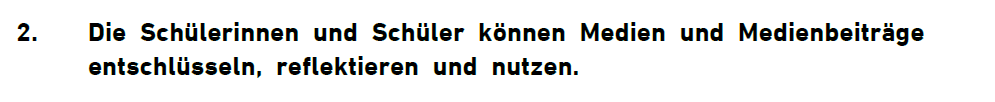 2. Die Schülerinnen und Schüler können Medien und Medienbeiträge
entschlüsseln, reflektieren und nutzen.